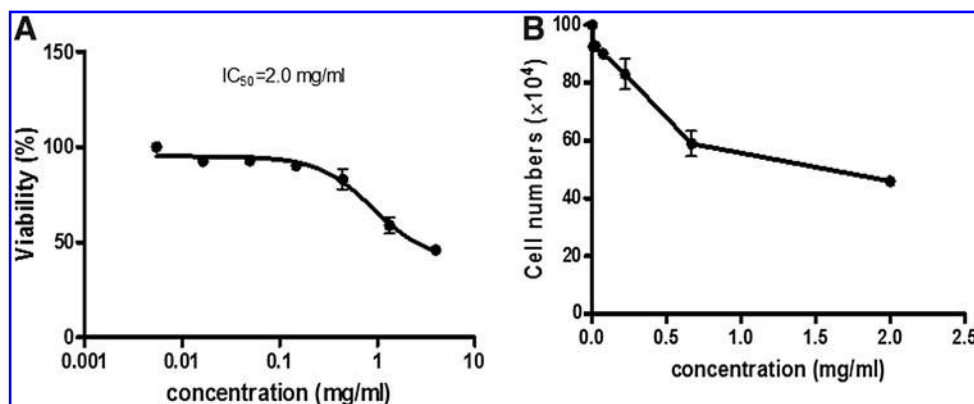 A
150
100
50
0
Viability (%)
IC50=2.0 mg/ml
0.001 0.01 0.1 1 10
concentration (mg/ml)
B
100
80
60
40
20
0
Cell numbers (×10⁴)
0.0 0.5 1.0 1.5 2.0 2.5
concentration (mg/ml)